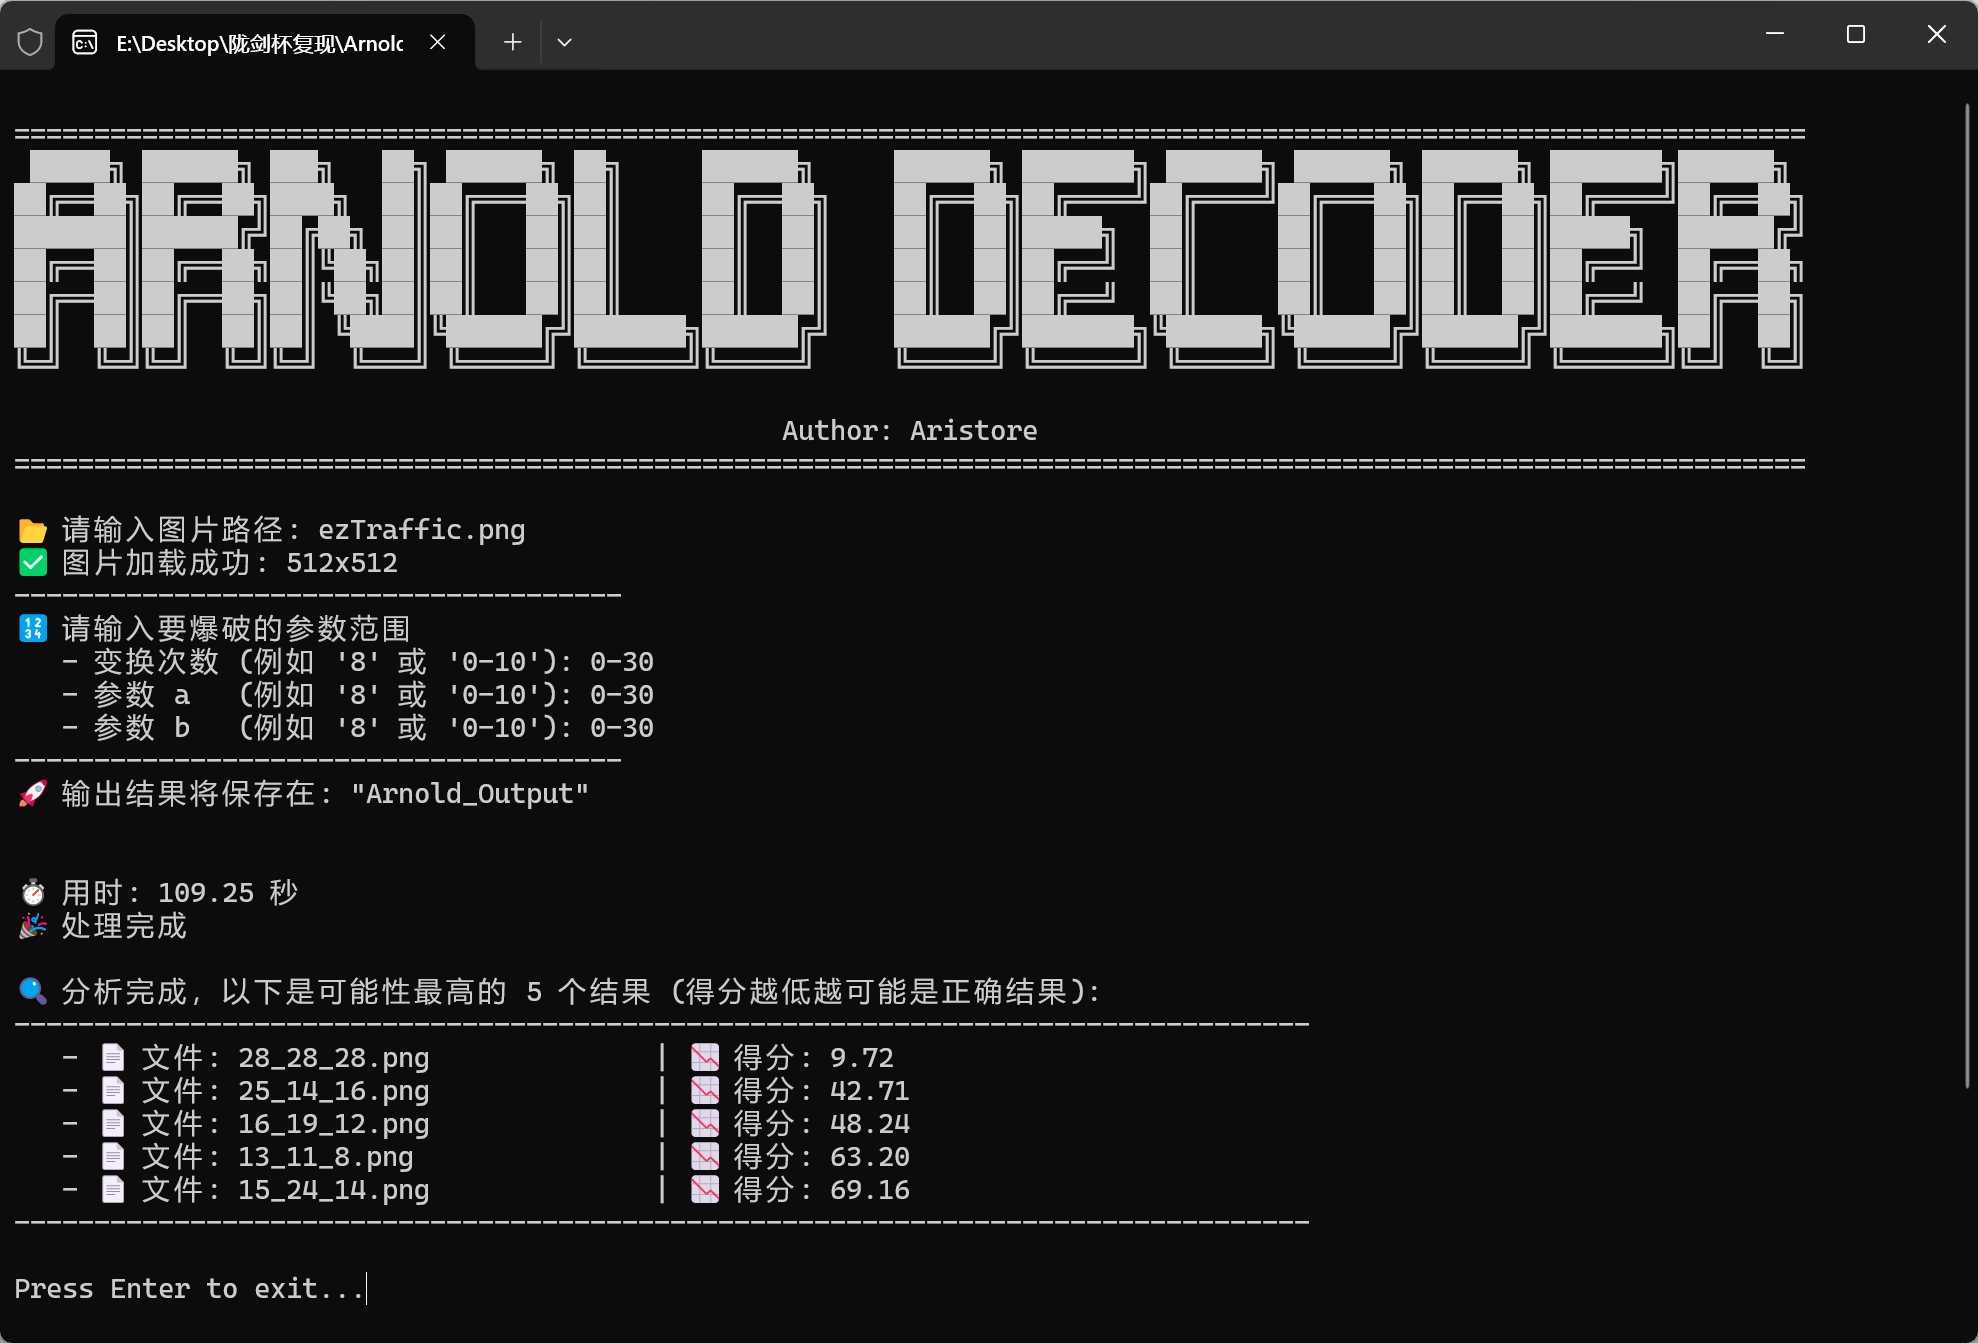 E:\Desktop\陇剑杯复现\Arnold
ARNOLD DECODER
Author: Aristore
请输入图片路径: ezTraffic.png
图片加载成功: 512x512
请输入要爆破的参数范围
- 变换次数 (例如 '8' 或 '0-10'): 0-30
- 参数 a (例如 '8' 或 '0-10'): 0-30
- 参数 b (例如 '8' 或 '0-10'): 0-30
输出结果将保存在: "Arnold_Output"
用时: 109.25 秒
处理完成
分析完成, 以下是可能性最高的 5 个结果 (得分越低越可能是正确结果):
- 文件: 28_28_28.png | 得分: 9.72
- 文件: 25_14_16.png | 得分: 42.71
- 文件: 16_19_12.png | 得分: 48.24
- 文件: 13_11_8.png | 得分: 63.20
- 文件: 15_24_14.png | 得分: 69.16
Press Enter to exit...